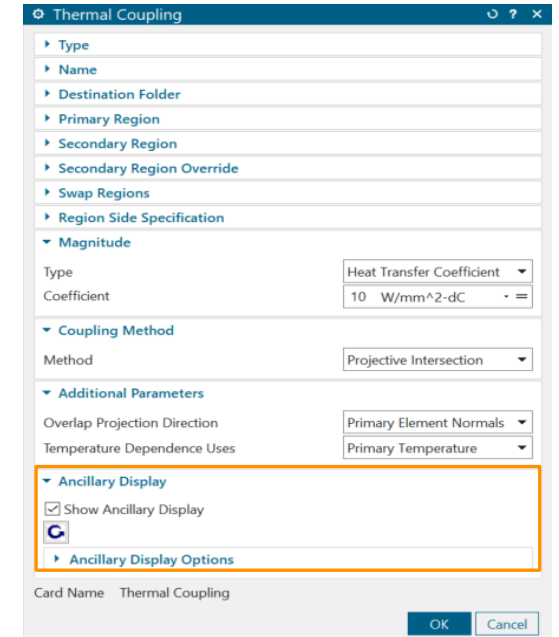 Thermal Coupling ?
Type
Name
Destination Folder
Primary Region
Secondary Region
Secondary Region Override
Swap Regions
Region Side Specification
Magnitude
Type Heat Transfer Coefficient
Coefficient 10 W/mm^2-dC =
Coupling Method
Method Projective Intersection
Additional Parameters
Overlap Projection Direction Primary Element Normals
Temperature Dependence Uses Primary Temperature
Ancillary Display
Show Ancillary Display
Ancillary Display Options
Card Name Thermal Coupling
OK Cancel